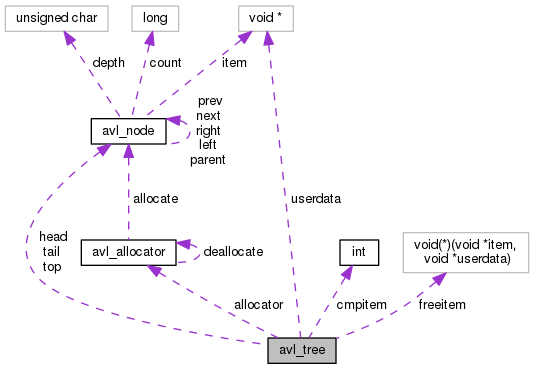 unsigned char
long
void *
depth
count
item
avl_node
prev
next
right
left
parent
allocate
userdata
head
tail
top
avl_allocator
deallocate
int
void(*)(void *item,
void *userdata)
allocator
cmpitem
freeitem
avl_tree